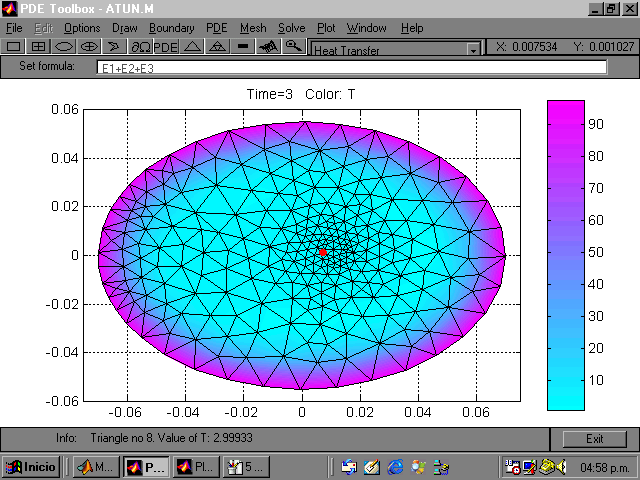 PDE Toolbox - ATUN.M
File Edit Options Draw Boundary PDE Mesh Solve Plot Window Help
∂Ω PDE Heat Transfer X: 0.007534 Y: 0.001027
Set formula: E1+E2+E3
Time=3 Color: T
0.06
0.04
0.02
0
-0.02
-0.04
-0.06
-0.06 -0.04 -0.02 0 0.02 0.04 0.06
90
80
70
60
50
40
30
20
10
Info: Triangle no 8. Value of T: 2.99933 Exit
Inicio M... P... Pl... 5 ... 04:58 p.m.